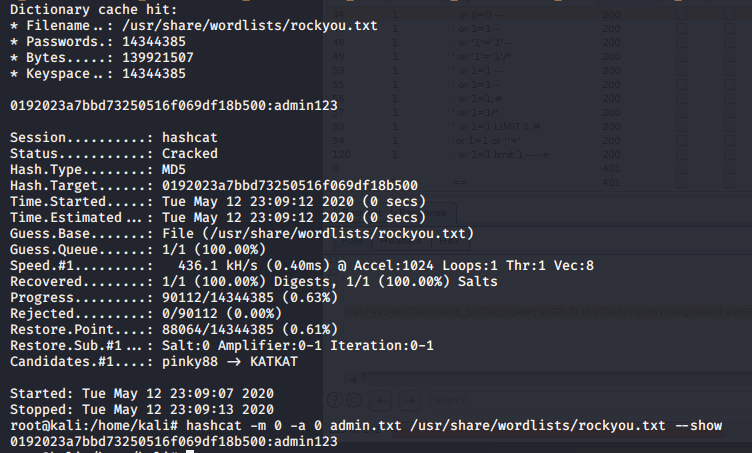 Dictionary cache hit:
* Filename..: /usr/share/wordlists/rockyou.txt
* Passwords.: 14344385
* Bytes.....: 139921507
* Keyspace..: 14344385
0192023a7bbd73250516f069df18b500:admin123
Session..........: hashcat
Status...........: Cracked
Hash.Type........: MD5
Hash.Target......: 0192023a7bbd73250516f069df18b500
Time.Started.....: Tue May 12 23:09:12 2020 (0 secs)
Time.Estimated...: Tue May 12 23:09:12 2020 (0 secs)
Guess.Base.......: File (/usr/share/wordlists/rockyou.txt)
Guess.Queue......: 1/1 (100.00%)
Speed.#1.........:   436.1 kH/s (0.40ms) @ Accel:1024 Loops:1 Thr:1 Vec:8
Recovered........: 1/1 (100.00%) Digests, 1/1 (100.00%) Salts
Progress.........: 90112/14344385 (0.63%)
Rejected.........: 0/90112 (0.00%)
Restore.Point....: 88064/14344385 (0.61%)
Restore.Sub.#1...: Salt:0 Amplifier:0-1 Iteration:0-1
Candidates.#1....: pinky88 -> KATKAT
Started: Tue May 12 23:09:07 2020
Stopped: Tue May 12 23:09:13 2020
root@kali:/home/kali# hashcat -m 0 -a 0 admin.txt /usr/share/wordlists/rockyou.txt --show
0192023a7bbd73250516f069df18b500:admin123